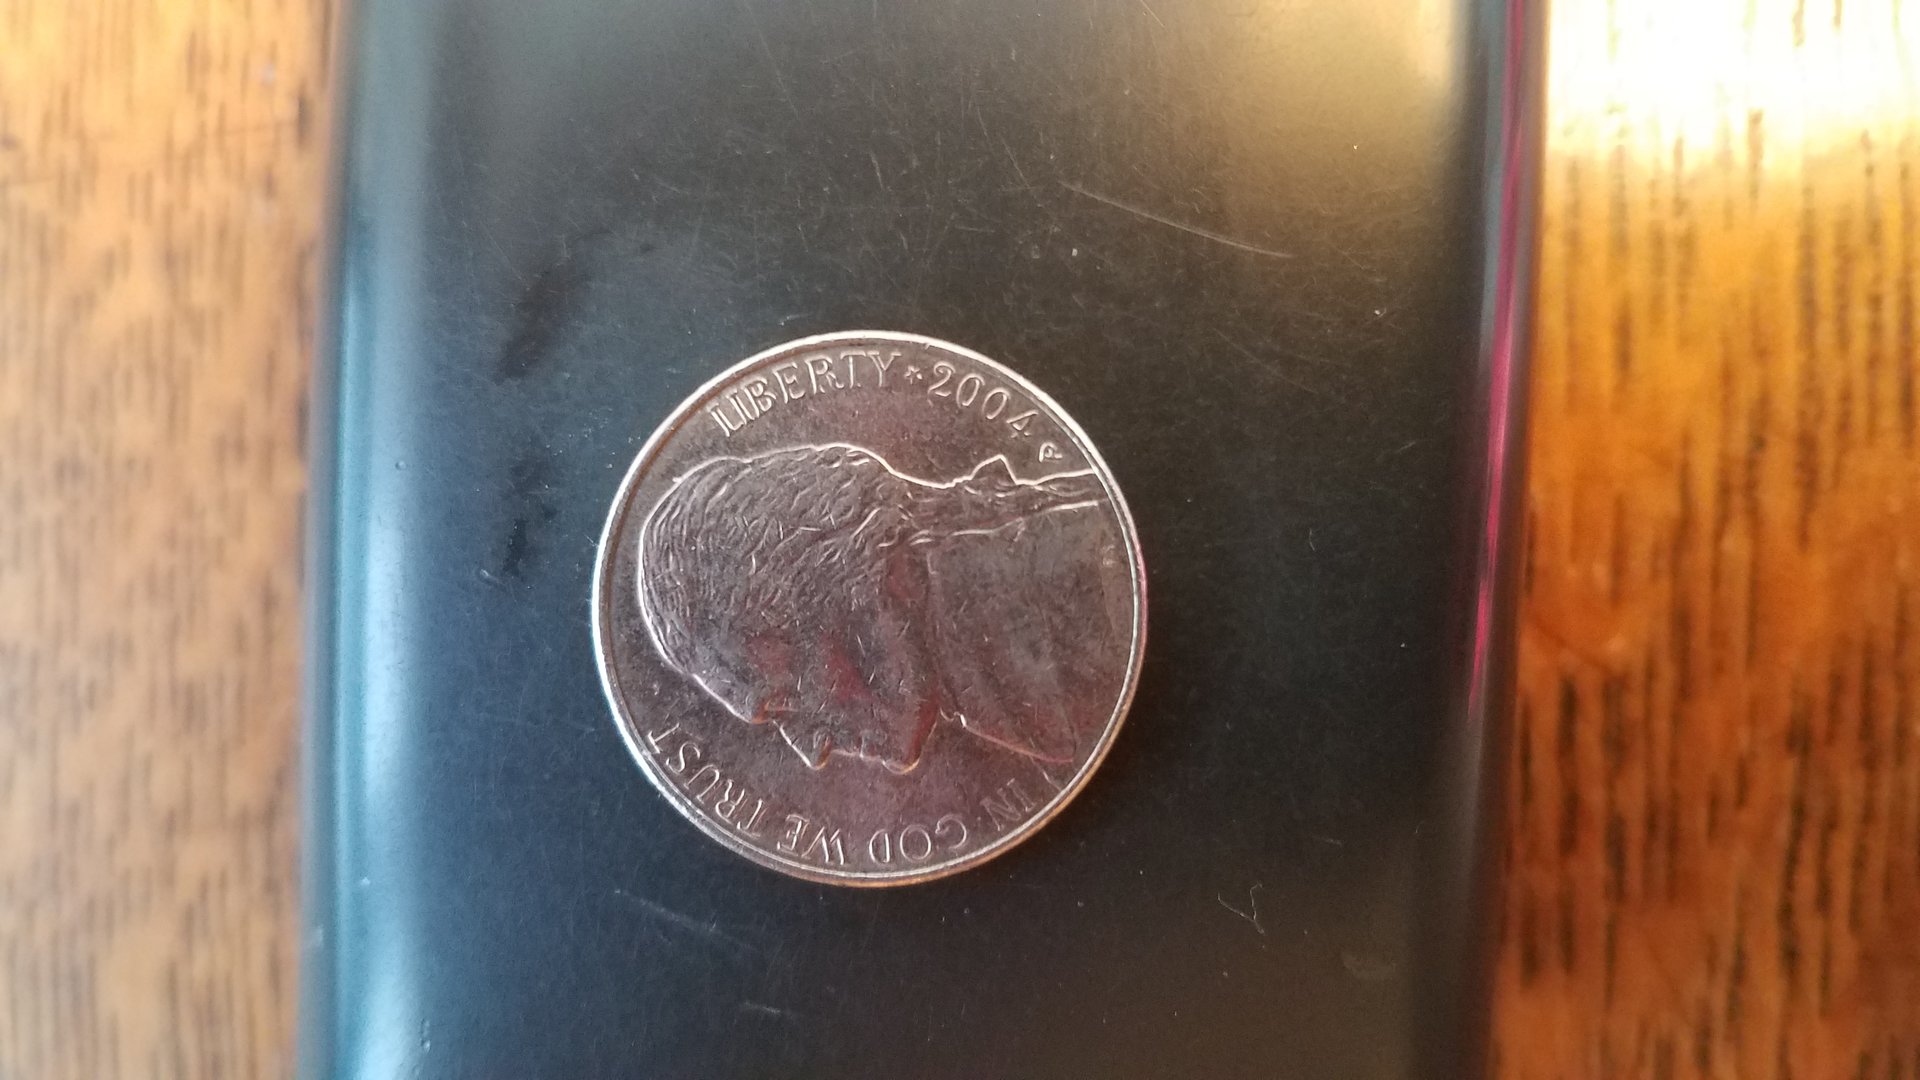 LIBERTY * 2004
P
IN GOD WE TRUST